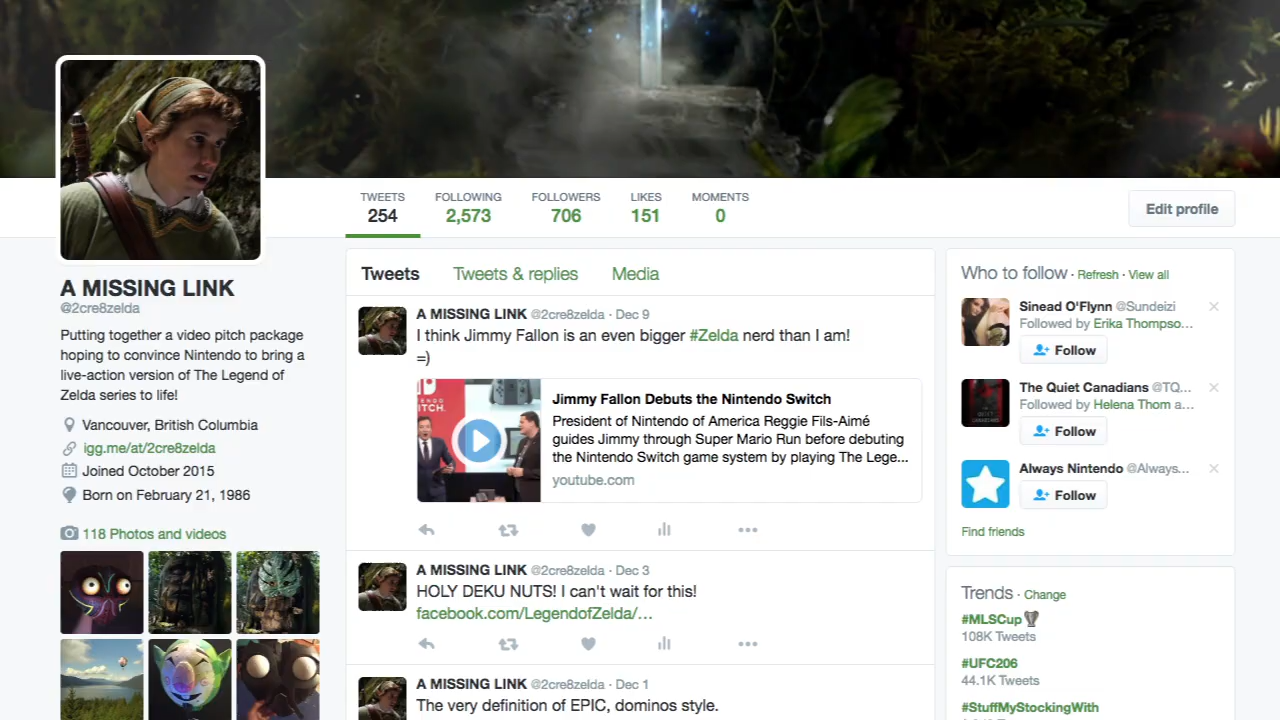 TWEETS
254
FOLLOWING
2,573
FOLLOWERS
706
LIKES
151
MOMENTS
0
Edit profile
A MISSING LINK
@2cre8zelda
Putting together a video pitch package
hoping to convince Nintendo to bring a
live-action version of The Legend of
Zelda series to life!
Vancouver, British Columbia
igg.me/at/2cre8zelda
Joined October 2015
Born on February 21, 1986
118 Photos and videos
Tweets
Tweets & replies
Media
A MISSING LINK @2cre8zelda · Dec 9
I think Jimmy Fallon is an even bigger #Zelda nerd than I am!
=)
Jimmy Fallon Debuts the Nintendo Switch
President of Nintendo of America Reggie Fils-Aimé
guides Jimmy through Super Mario Run before debuting
the Nintendo Switch game system by playing The Lege...
youtube.com
A MISSING LINK @2cre8zelda · Dec 3
HOLY DEKU NUTS! I can't wait for this!
facebook.com/LegendofZelda/...
A MISSING LINK @2cre8zelda · Dec 1
The very definition of EPIC, dominos style.
Who to follow · Refresh · View all
Sinead O'Flynn @Sundeizi
Followed by Erika Thompso...
Follow
The Quiet Canadians @TQ...
Followed by Helena Thom a...
Follow
Always Nintendo @Always...
Follow
Find friends
Trends · Change
#MLSCup
108K Tweets
#UFC206
44.1K Tweets
#StuffMyStockingWith